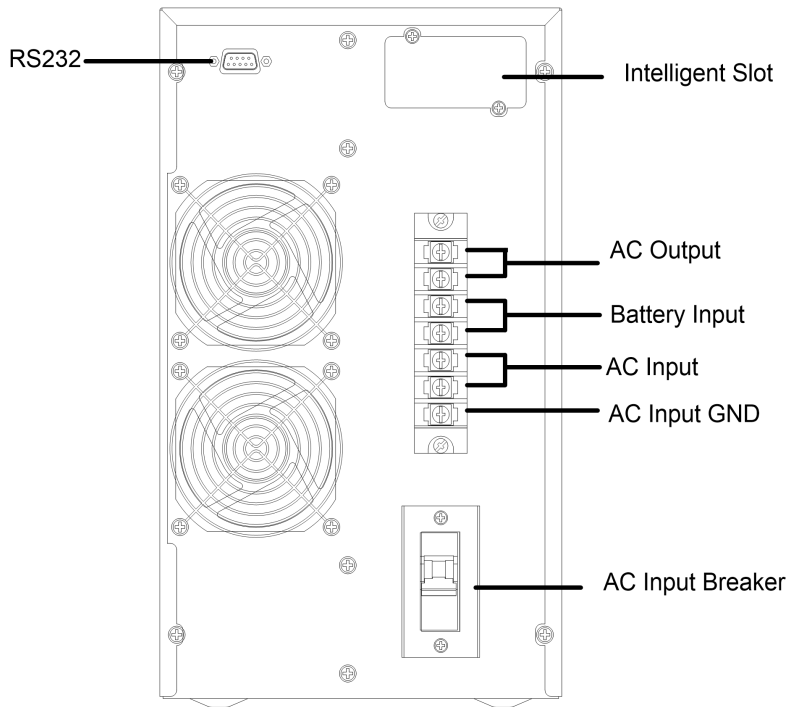 RS232
Intelligent Slot
AC Output
Battery Input
AC Input
AC Input GND
AC Input Breaker